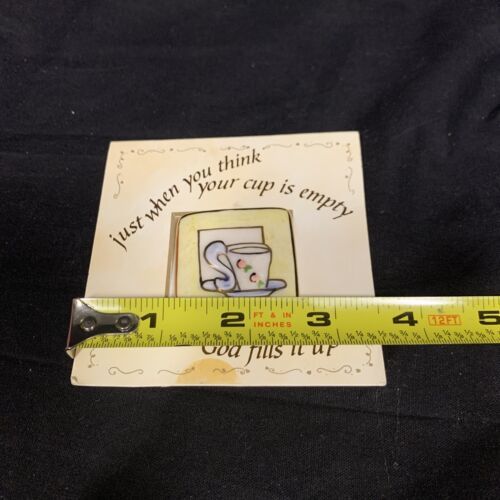 just when you think
your cup is empty
1 2 FT & IN INCHES 3 4 12FT 5
God fills it up